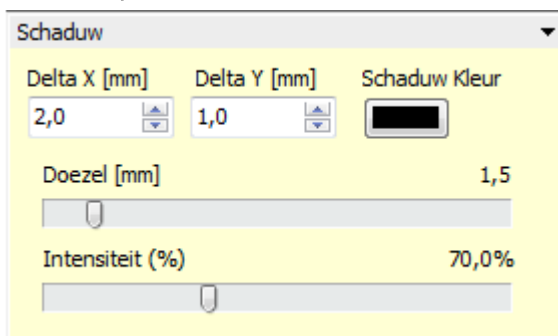 Schaduw
Delta X [mm] Delta Y [mm] Schaduw Kleur
2,0 1,0
Doezel [mm] 1,5
Intensiteit (%) 70,0%